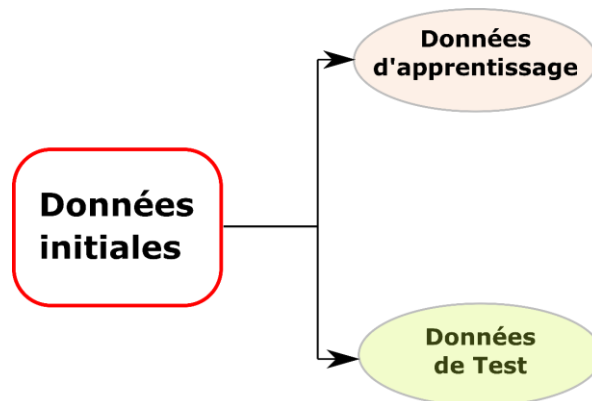 Données
d'apprentissage
Données
initiales
Données
de Test